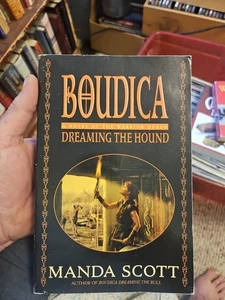 BOUDICA
DREAMING THE HOUND
MANDA SCOTT
AUTHOR OF BOUDICA DREAMING THE BULL